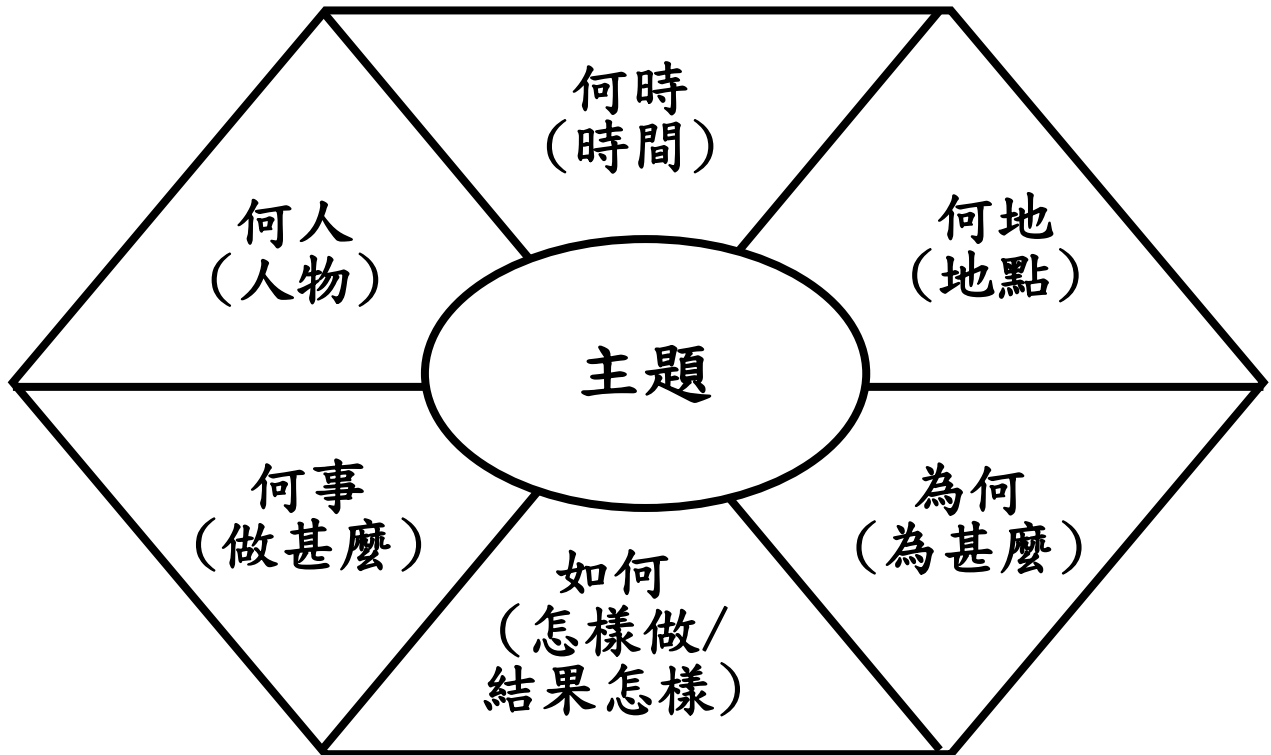 何時
（時間）
何人
（人物）
何地
（地點）
主題
何事
（做甚麼）
為何
（為甚麼）
如何
（怎樣做/
結果怎樣）